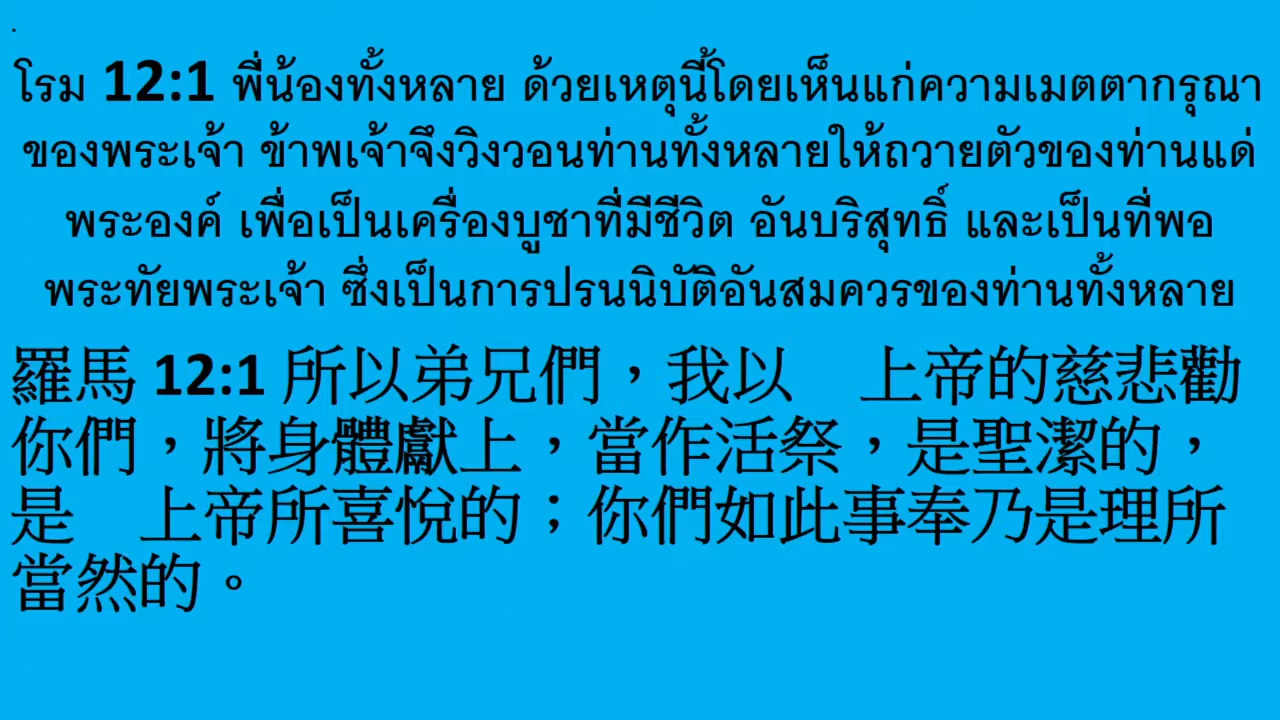 .
โรม 12:1 พี่น้องทั้งหลาย ด้วยเหตุนี้โดยเห็นแก่ความเมตตากรุณา
ของพระเจ้า ข้าพเจ้าจึงวิงวอนท่านทั้งหลายให้ถวายตัวของท่านแด่
พระองค์ เพื่อเป็นเครื่องบูชาที่มีชีวิต อันบริสุทธิ์ และเป็นที่พอ
พระทัยพระเจ้า ซึ่งเป็นการปรนนิบัติอันสมควรของท่านทั้งหลาย
羅馬 12:1 所以弟兄們，我以　上帝的慈悲勸
你們，將身體獻上，當作活祭，是聖潔的，
是　上帝所喜悅的；你們如此事奉乃是理所
當然的。